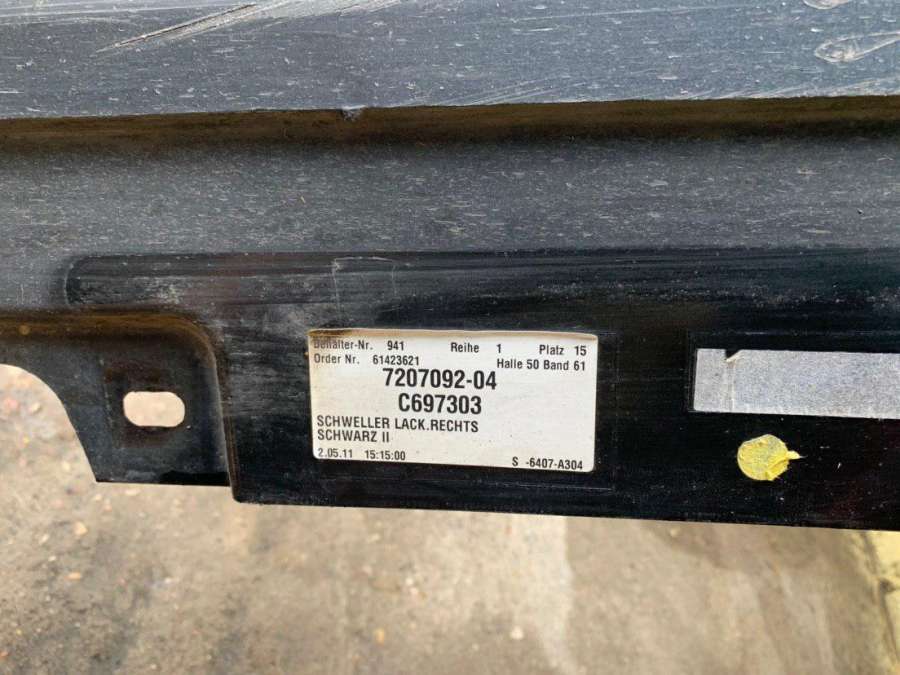 Behälter-Nr. 941 Reihe 1 Platz 15
Order Nr. 61423621 Halle 50 Band 61
7207092-04
C697303
SCHWELLER LACK.RECHTS
SCHWARZ II
2.05.11 15:15:00 S -6407-A304